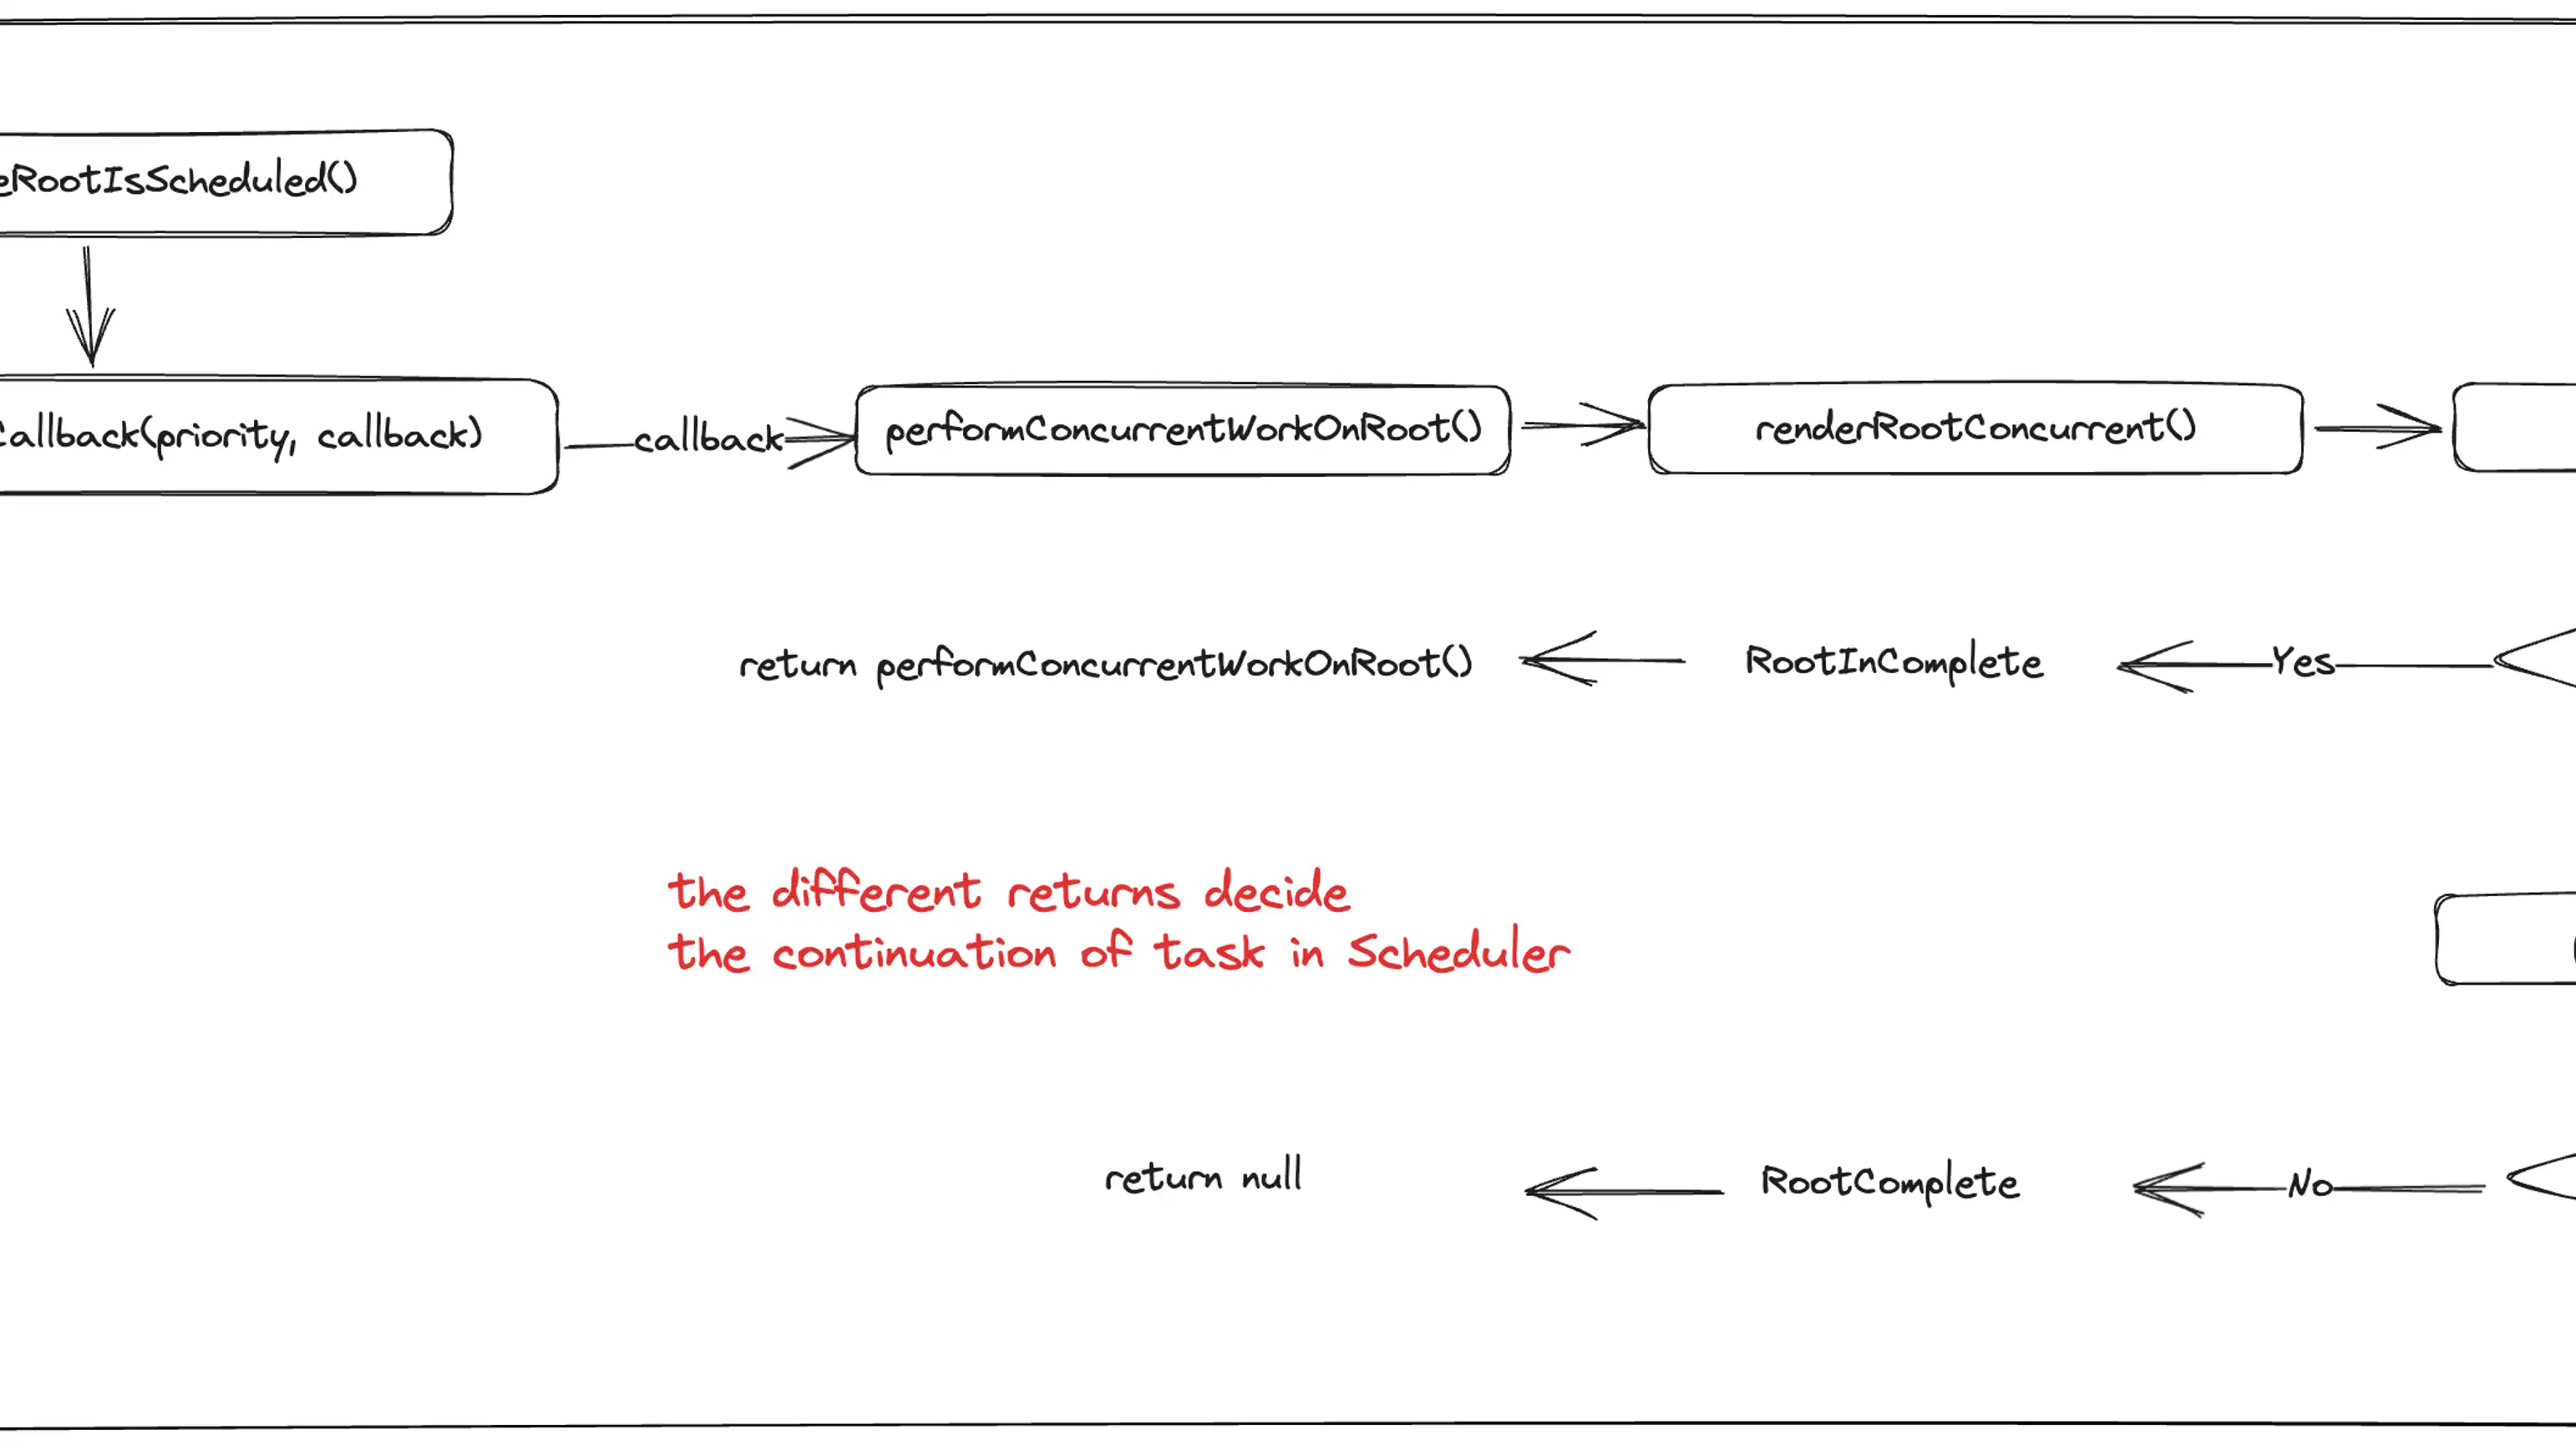 eRootIsScheduled()
Callback(priority, callback)
callback
performConcurrentWorkOnRoot()
renderRootConcurrent()
return performConcurrentWorkOnRoot()
RootInComplete
Yes
the different returns decide
the continuation of task in Scheduler
return null
RootComplete
No